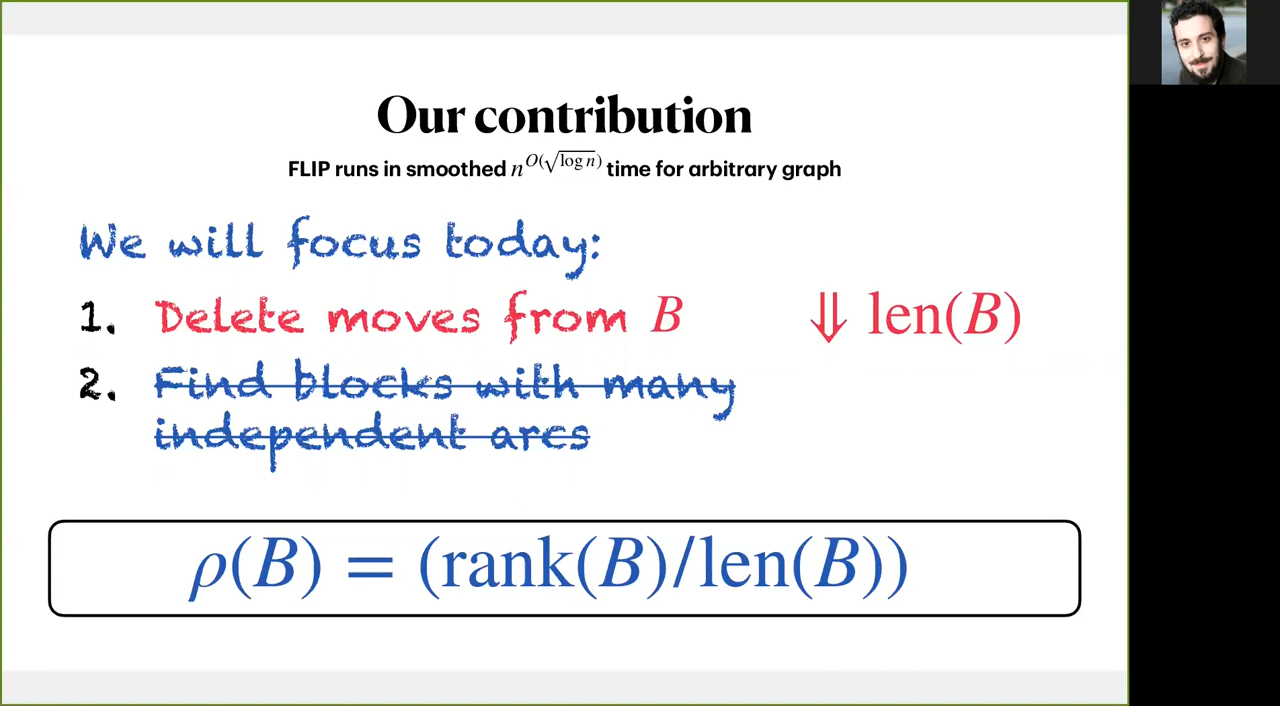 Our contribution
FLIP runs in smoothed $n^{O(\sqrt{\log n})}$ time for arbitrary graph
We will focus today:
1. Delete moves from B ⇓ len(B)
2. Find blocks with many
independent arcs
ρ(B) = (rank(B)/len(B))